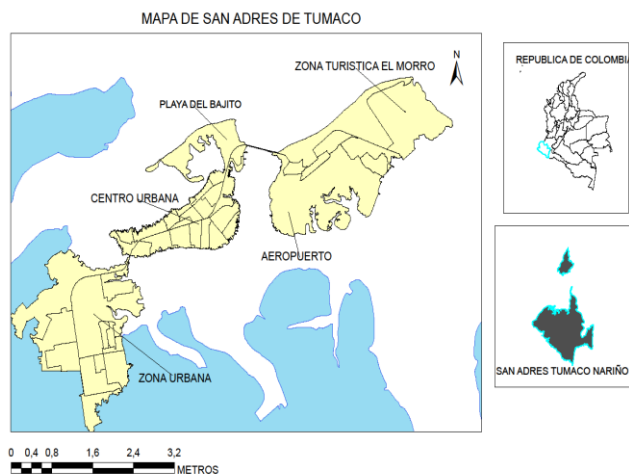 MAPA DE SAN ADRES DE TUMACO
ZONA TURISTICA EL MORRO
N
PLAYA DEL BAJITO
CENTRO URBANA
AEROPUERTO
ZONA URBANA
0 0,4 0,8 1,6 2,4 3,2
METROS
REPUBLICA DE COLOMBIA
SAN ADRES TUMACO NARIÑO